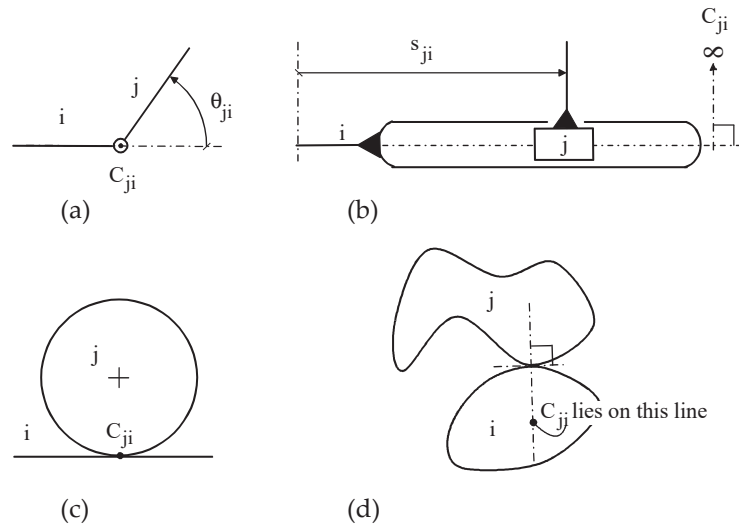 i
j
θji
Cji
(a)
sji
i
j
Cji
∞
(b)
j
i
Cji
(c)
j
i
Cji lies on this line
(d)